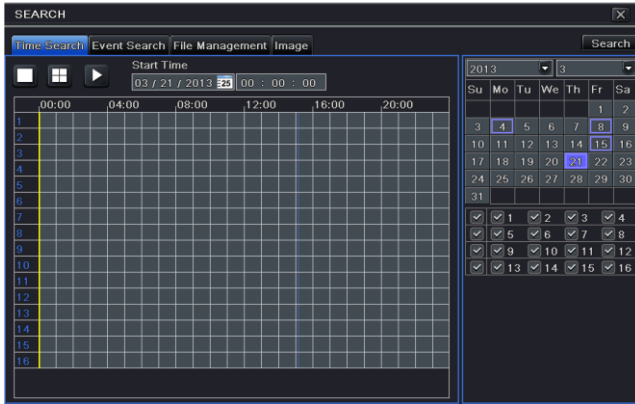 SEARCH
Time Search Event Search File Management Image
Search
Start Time
03 / 21 / 2013 00 : 00 : 00
00:00 04:00 08:00 12:00 16:00 20:00
1
2
3
4
5
6
7
8
9
10
11
12
13
14
15
16
2013 3
Su Mo Tu We Th Fr Sa
1 2
3 4 5 6 7 8 9
10 11 12 13 14 15 16
17 18 19 20 21 22 23
24 25 26 27 28 29 30
31
1 2 3 4
5 6 7 8
9 10 11 12
13 14 15 16